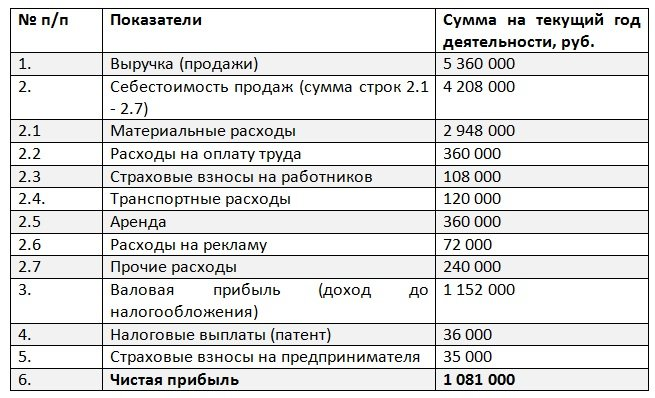 № п/п Показатели Сумма на текущий год
деятельности, руб.
1. Выручка (продажи) 5 360 000
2. Себестоимость продаж (сумма строк 2.1 4 208 000
- 2.7)
2.1 Материальные расходы 2 948 000
2.2 Расходы на оплату труда 360 000
2.3 Страховые взносы на работников 108 000
2.4. Транспортные расходы 120 000
2.5 Аренда 360 000
2.6 Расходы на рекламу 72 000
2.7 Прочие расходы 240 000
3. Валовая прибыль (доход до 1 152 000
налогообложения)
4. Налоговые выплаты (патент) 36 000
5. Страховые взносы на предпринимателя 35 000
6. Чистая прибыль 1 081 000